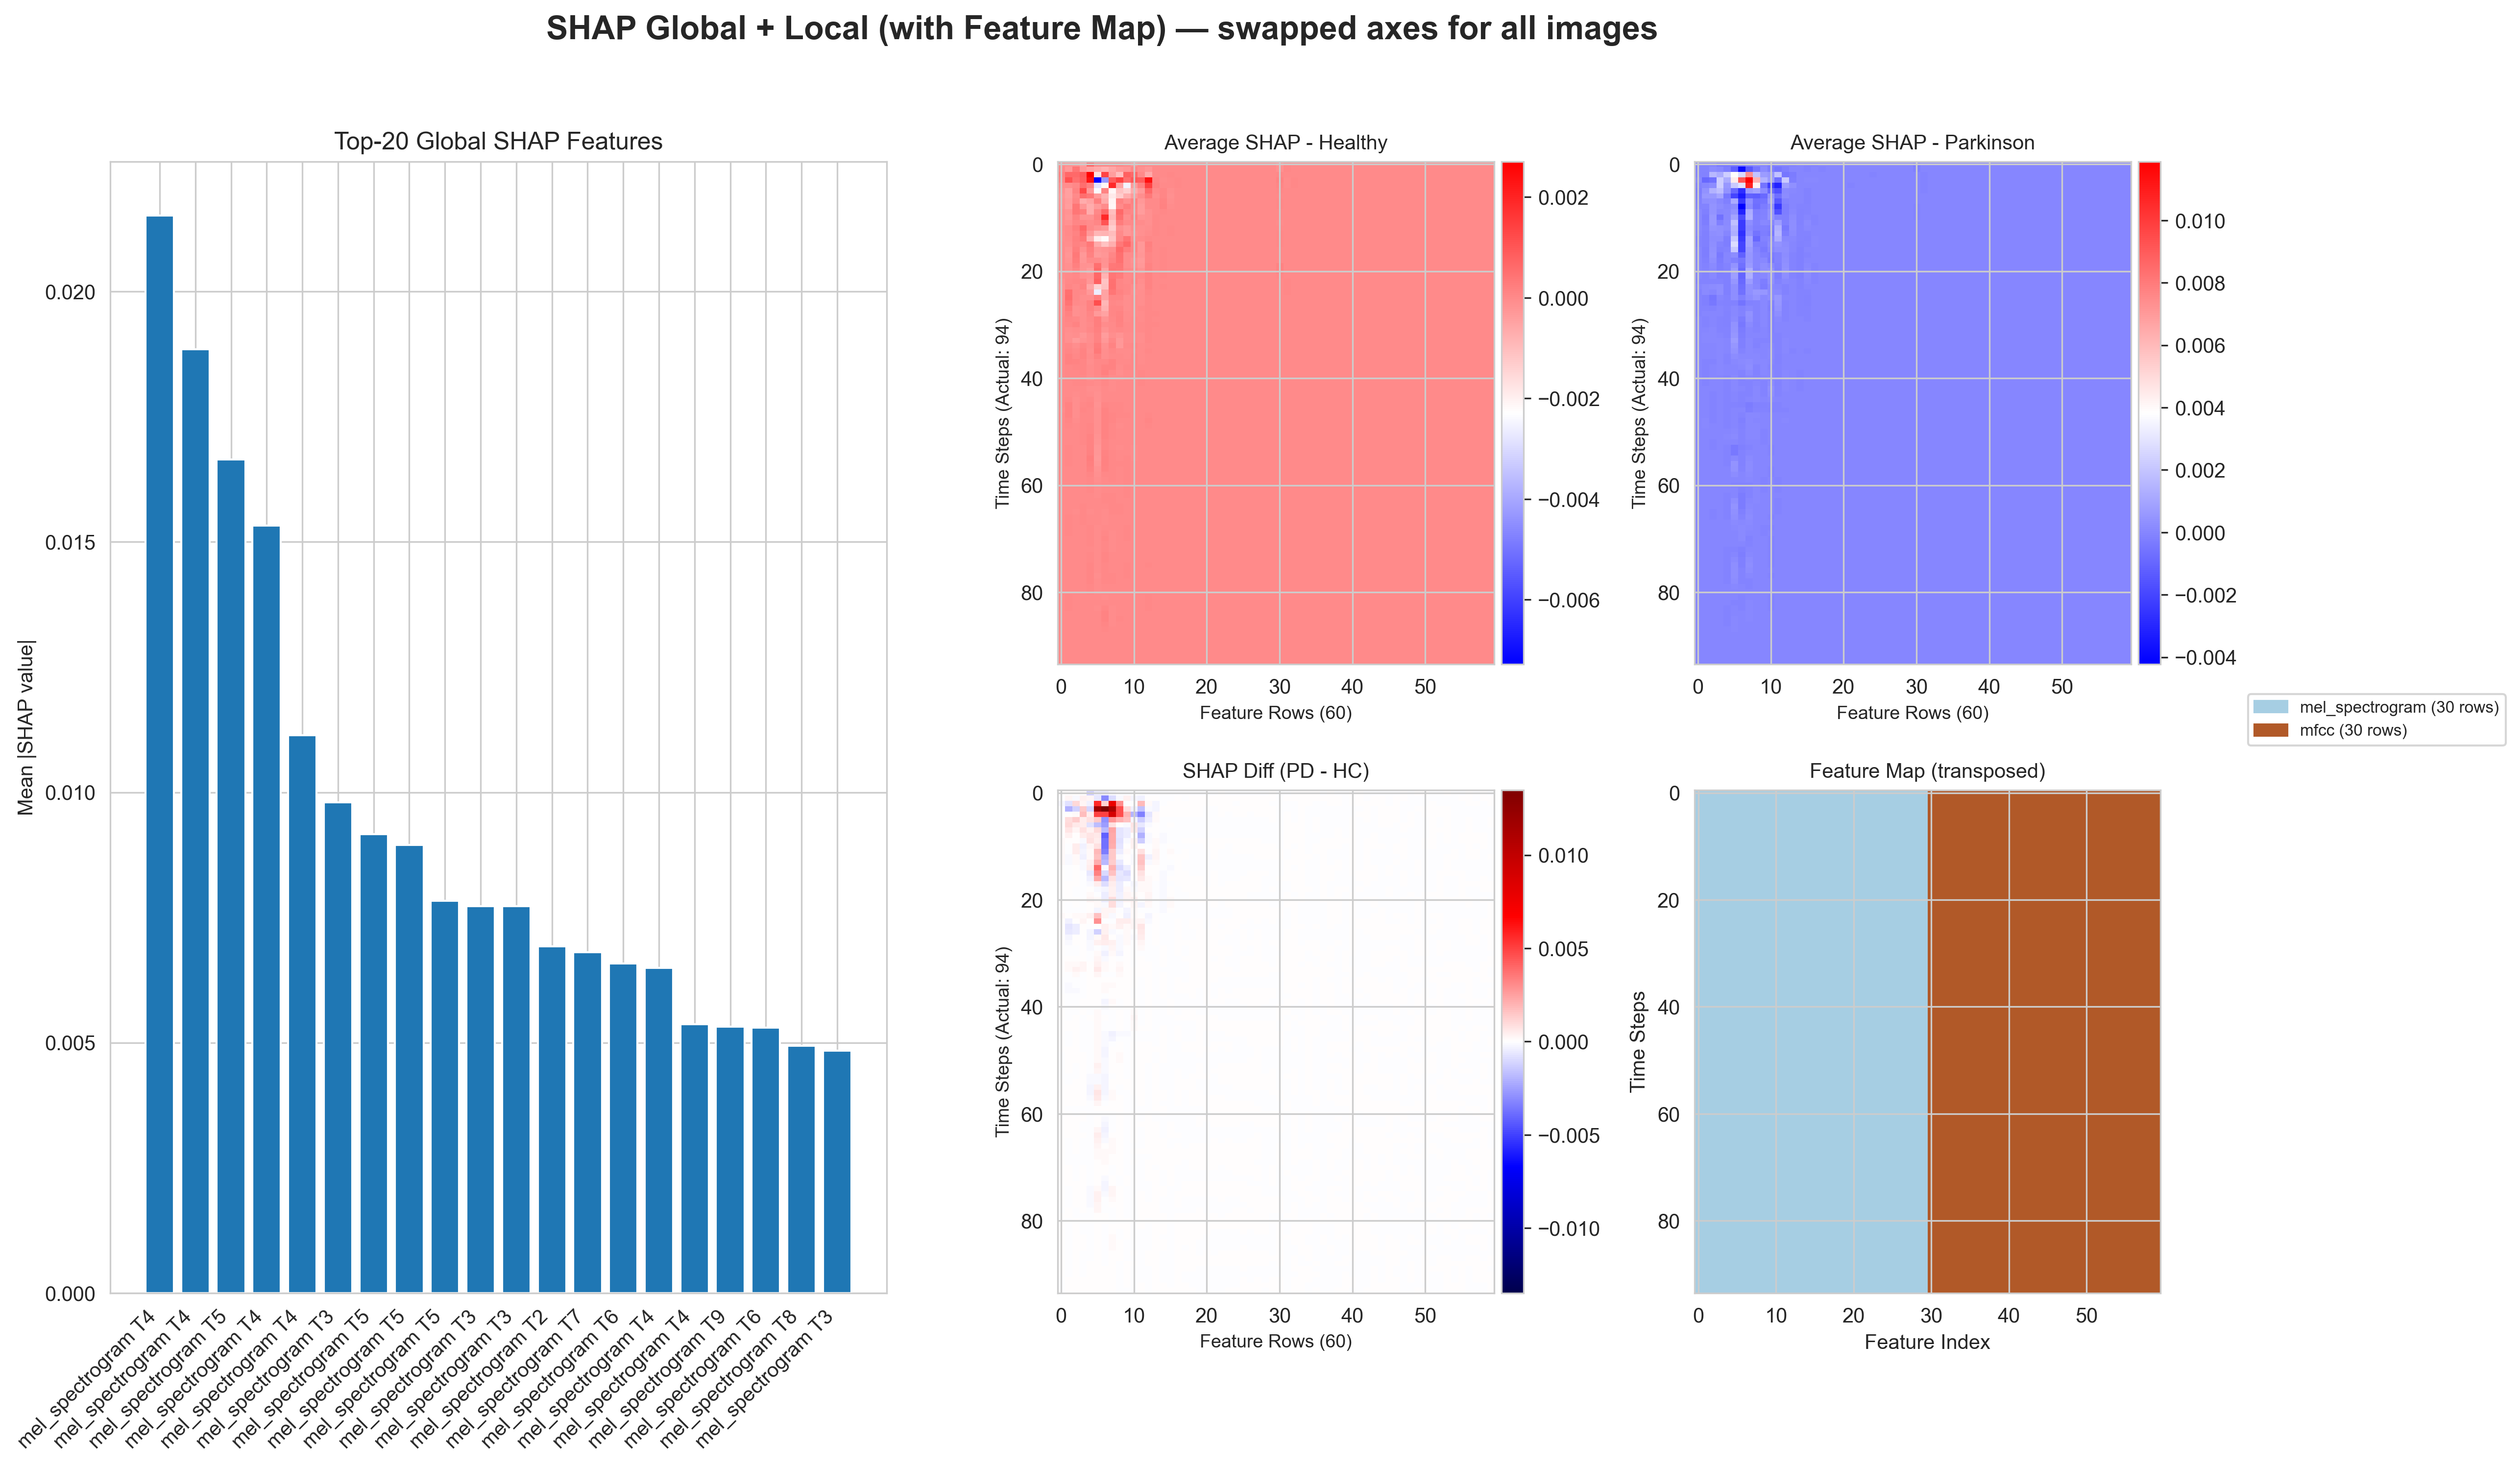 SHAP Global + Local (with Feature Map) — swapped axes for all images
Top-20 Global SHAP Features
Mean |SHAP value|
0.020
0.015
0.010
0.005
0.000
mel_spectrogram T4
mel_spectrogram T4
mel_spectrogram T5
mel_spectrogram T4
mel_spectrogram T4
mel_spectrogram T3
mel_spectrogram T5
mel_spectrogram T5
mel_spectrogram T5
mel_spectrogram T3
mel_spectrogram T3
mel_spectrogram T2
mel_spectrogram T7
mel_spectrogram T6
mel_spectrogram T4
mel_spectrogram T4
mel_spectrogram T9
mel_spectrogram T6
mel_spectrogram T8
mel_spectrogram T3
Average SHAP - Healthy
Time Steps (Actual: 94)
0
20
40
60
80
0 10 20 30 40 50
Feature Rows (60)
0.002
0.000
−0.002
−0.004
−0.006
Average SHAP - Parkinson
Time Steps (Actual: 94)
0
20
40
60
80
0 10 20 30 40 50
Feature Rows (60)
0.010
0.008
0.006
0.004
0.002
0.000
−0.002
−0.004
mel_spectrogram (30 rows)
mfcc (30 rows)
SHAP Diff (PD - HC)
Time Steps (Actual: 94)
0
20
40
60
80
0 10 20 30 40 50
Feature Rows (60)
0.010
0.005
0.000
−0.005
−0.010
Feature Map (transposed)
Time Steps
0
20
40
60
80
0 10 20 30 40 50
Feature Index